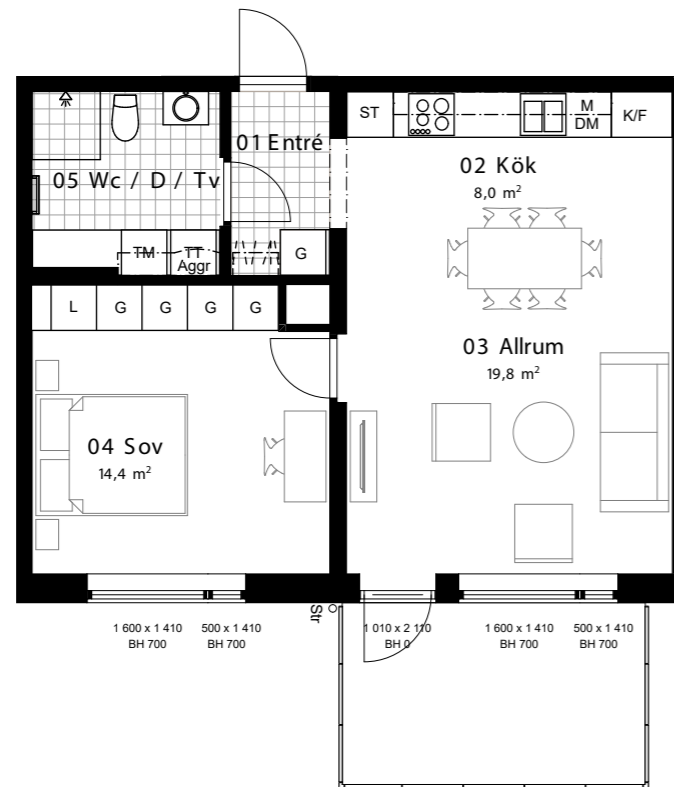 ST
M
DM
K/F
01 Entré
02 Kök
8,0 m²
05 Wc / D / Tv
TM
TT
Aggr
G
L
G
G
G
G
03 Allrum
19,8 m²
04 Sov
14,4 m²
Str
1 600 x 1 410
BH 700
500 x 1 410
BH 700
1 010 x 2 110
BH 0
1 600 x 1 410
BH 700
500 x 1 410
BH 700